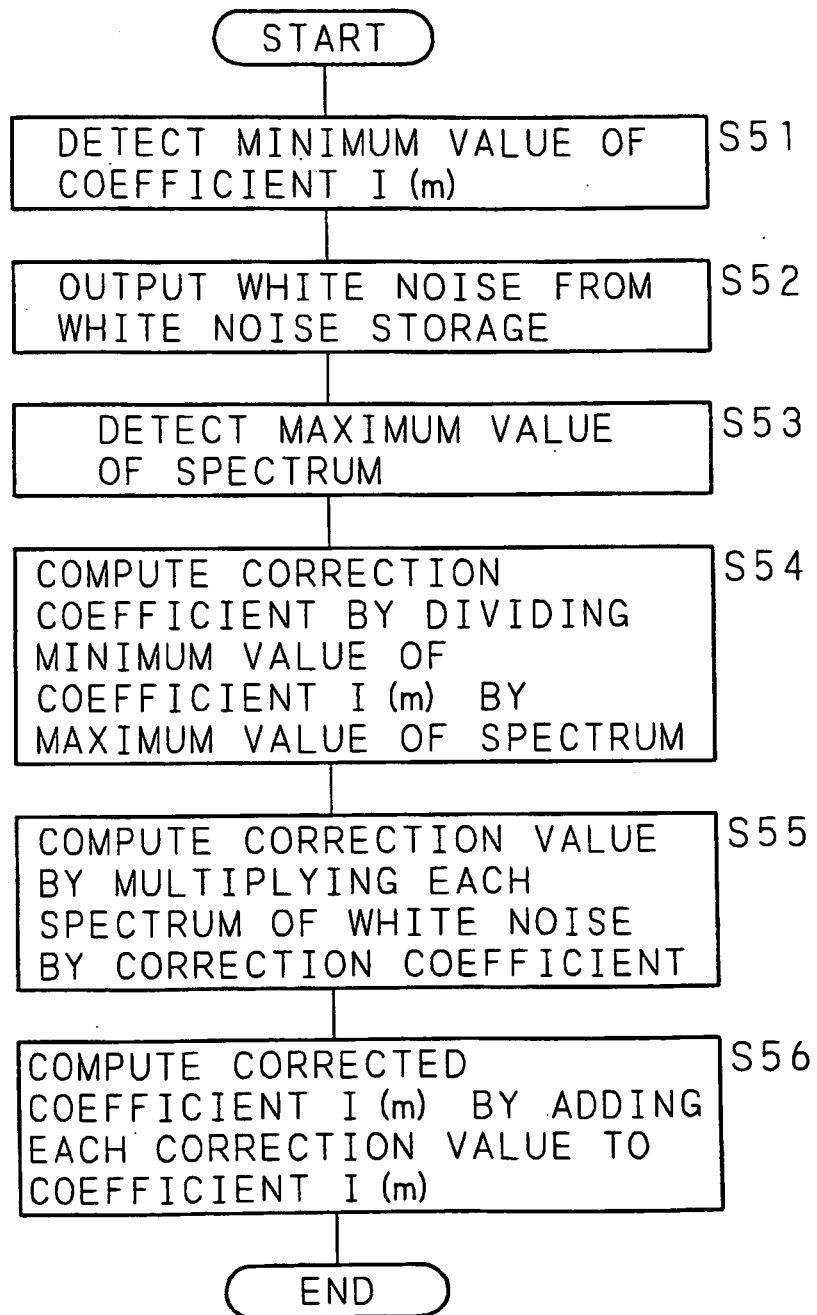 START
DETECT MINIMUM VALUE OF
COEFFICIENT I (m)
S51
OUTPUT WHITE NOISE FROM
WHITE NOISE STORAGE
S52
DETECT MAXIMUM VALUE
OF SPECTRUM
S53
COMPUTE CORRECTION
COEFFICIENT BY DIVIDING
MINIMUM VALUE OF
COEFFICIENT I (m) BY
MAXIMUM VALUE OF SPECTRUM
S54
COMPUTE CORRECTION VALUE
BY MULTIPLYING EACH
SPECTRUM OF WHITE NOISE
BY CORRECTION COEFFICIENT
S55
COMPUTE CORRECTED
COEFFICIENT I (m) BY ADDING
EACH CORRECTION VALUE TO
COEFFICIENT I (m)
S56
END